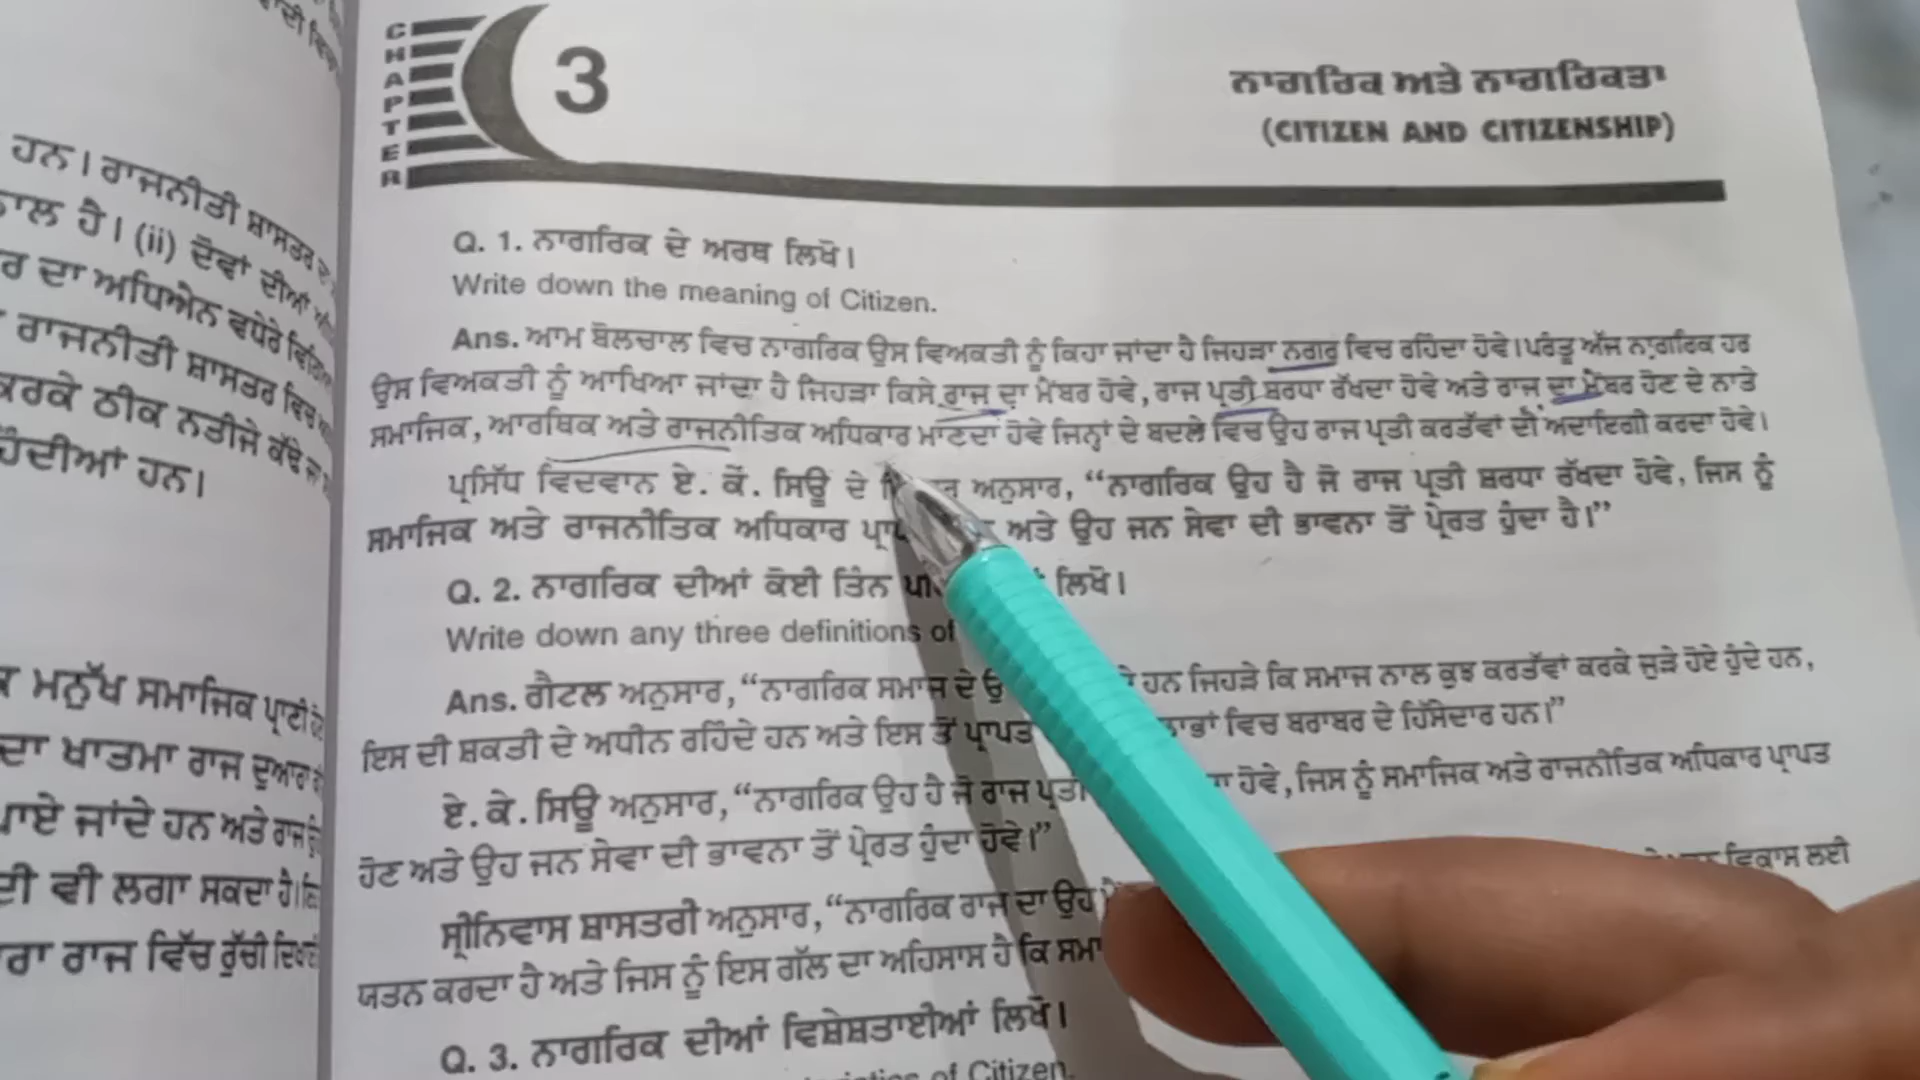 ਹਨ। ਰਾਜਨੀਤੀ ਸ਼ਾਸਤਰ
ਹੈ। (ii) ਦੋਵਾਂ ਦੀਆਂ
ਦਾ ਅਧਿਐਨ ਵਧੇਰੇ
ਰਾਜਨੀਤੀ ਸ਼ਾਸਤਰ ਵਿਚ
ਕਰਕੇ ਠੀਕ ਨਤੀਜੇ ਕੱਢੇ ਜਾ
ਹਨ।
ਮਨੁੱਖ ਸਮਾਜਿਕ ਪ੍ਰਾਣੀ
ਦਾ ਖਾਤਮਾ ਰਾਜ ਦੁਆਰਾ
ਜਾਂਦੇ ਹਨ ਅਤੇ ਰਾਜ
ਵੀ ਲਗਾ ਸਕਦਾ ਹੈ।
ਰਾਜ ਵਿੱਚ ਰੁੱਚੀ
CHAPTER 3
ਨਾਗਰਿਕ ਅਤੇ ਨਾਗਰਿਕਤਾ
(CITIZEN AND CITIZENSHIP)
Q. 1. ਨਾਗਰਿਕ ਦੇ ਅਰਥ ਲਿਖੋ।
Write down the meaning of Citizen.
Ans. ਆਮ ਬੋਲਚਾਲ ਵਿਚ ਨਾਗਰਿਕ ਉਸ ਵਿਅਕਤੀ ਨੂੰ ਕਿਹਾ ਜਾਂਦਾ ਹੈ ਜਿਹੜਾ ਨਗਰ ਵਿਚ ਰਹਿੰਦਾ ਹੋਵੇ। ਪਰੰਤੂ ਅੱਜ ਨਾਗਰਿਕ ਹਰ
ਉਸ ਵਿਅਕਤੀ ਨੂੰ ਆਖਿਆ ਜਾਂਦਾ ਹੈ ਜਿਹੜਾ ਕਿਸੇ ਰਾਜ ਦਾ ਮੈਂਬਰ ਹੋਵੇ, ਰਾਜ ਪ੍ਰਤੀ ਸ਼ਰਧਾ ਰੱਖਦਾ ਹੋਵੇ ਅਤੇ ਰਾਜ ਦਾ ਮੈਂਬਰ ਹੋਣ ਦੇ ਨਾਤੇ
ਸਮਾਜਿਕ, ਆਰਥਿਕ ਅਤੇ ਰਾਜਨੀਤਿਕ ਅਧਿਕਾਰ ਮਾਣਦਾ ਹੋਵੇ ਜਿਨ੍ਹਾਂ ਦੇ ਬਦਲੇ ਵਿਚ ਉਹ ਰਾਜ ਪ੍ਰਤੀ ਕਰਤੱਵਾਂ ਦੀ ਅਦਾਇਗੀ ਕਰਦਾ ਹੋਵੇ।
ਪ੍ਰਸਿੱਧ ਵਿਦਵਾਨ ਏ. ਕੇ. ਸਿਊ ਦੇ ਅਨੁਸਾਰ, “ਨਾਗਰਿਕ ਉਹ ਹੈ ਜੋ ਰਾਜ ਪ੍ਰਤੀ ਸ਼ਰਧਾ ਰੱਖਦਾ ਹੋਵੇ, ਜਿਸ ਨੂੰ
ਸਮਾਜਿਕ ਅਤੇ ਰਾਜਨੀਤਿਕ ਅਧਿਕਾਰ ਅਤੇ ਉਹ ਜਨ ਸੇਵਾ ਦੀ ਭਾਵਨਾ ਤੋਂ ਪ੍ਰੇਰਤ ਹੁੰਦਾ ਹੈ।”
Q. 2. ਨਾਗਰਿਕ ਦੀਆਂ ਕੋਈ ਤਿੰਨ ਲਿਖੋ।
Write down any three definitions of
Ans. ਗੈਟਲ ਅਨੁਸਾਰ, “ਨਾਗਰਿਕ ਸਮਾਜ ਦੇ ਹਨ ਜਿਹੜੇ ਕਿ ਸਮਾਜ ਨਾਲ ਕੁਝ ਕਰਤੱਵਾਂ ਕਰਕੇ ਜੁੜੇ ਹੋਏ ਹੁੰਦੇ ਹਨ,
ਇਸ ਦੀ ਸ਼ਕਤੀ ਦੇ ਅਧੀਨ ਰਹਿੰਦੇ ਹਨ ਅਤੇ ਇਸ ਤੋਂ ਪ੍ਰਾਪਤ ਵਿਚ ਬਰਾਬਰ ਦੇ ਹਿੱਸੇਦਾਰ ਹਨ।”
ਏ. ਕੇ. ਸਿਊ ਅਨੁਸਾਰ, “ਨਾਗਰਿਕ ਉਹ ਹੈ ਜੋ ਰਾਜ ਪ੍ਰਤੀ ਹੋਵੇ, ਜਿਸ ਨੂੰ ਸਮਾਜਿਕ ਅਤੇ ਰਾਜਨੀਤਿਕ ਅਧਿਕਾਰ ਪ੍ਰਾਪਤ
ਹੋਣ ਅਤੇ ਉਹ ਜਨ ਸੇਵਾ ਦੀ ਭਾਵਨਾ ਤੋਂ ਪ੍ਰੇਰਤ ਹੁੰਦਾ ਹੋਵੇ।”
ਸ੍ਰੀਨਿਵਾਸ ਸ਼ਾਸਤਰੀ ਅਨੁਸਾਰ, “ਨਾਗਰਿਕ ਰਾਜ ਦਾ ਉਹ ਵਿਕਾਸ ਲਈ
ਯਤਨ ਕਰਦਾ ਹੈ ਅਤੇ ਜਿਸ ਨੂੰ ਇਸ ਗੱਲ ਦਾ ਅਹਿਸਾਸ ਹੈ ਕਿ
Q. 3. ਨਾਗਰਿਕ ਦੀਆਂ ਵਿਸ਼ੇਸ਼ਤਾਈਆਂ ਲਿਖੋ।
of Citizen.